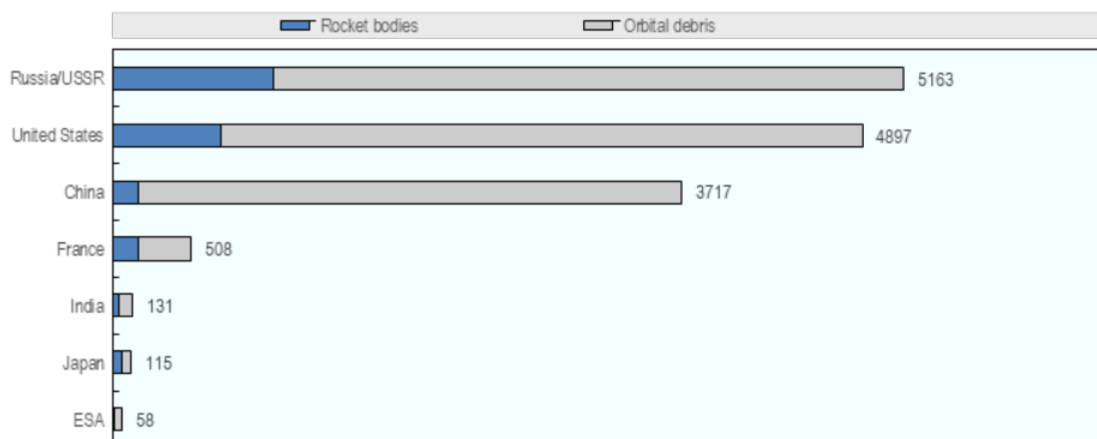 Rocket bodies Orbital debris
Russia/USSR 5163
United States 4897
China 3717
France 508
India 131
Japan 115
ESA 58